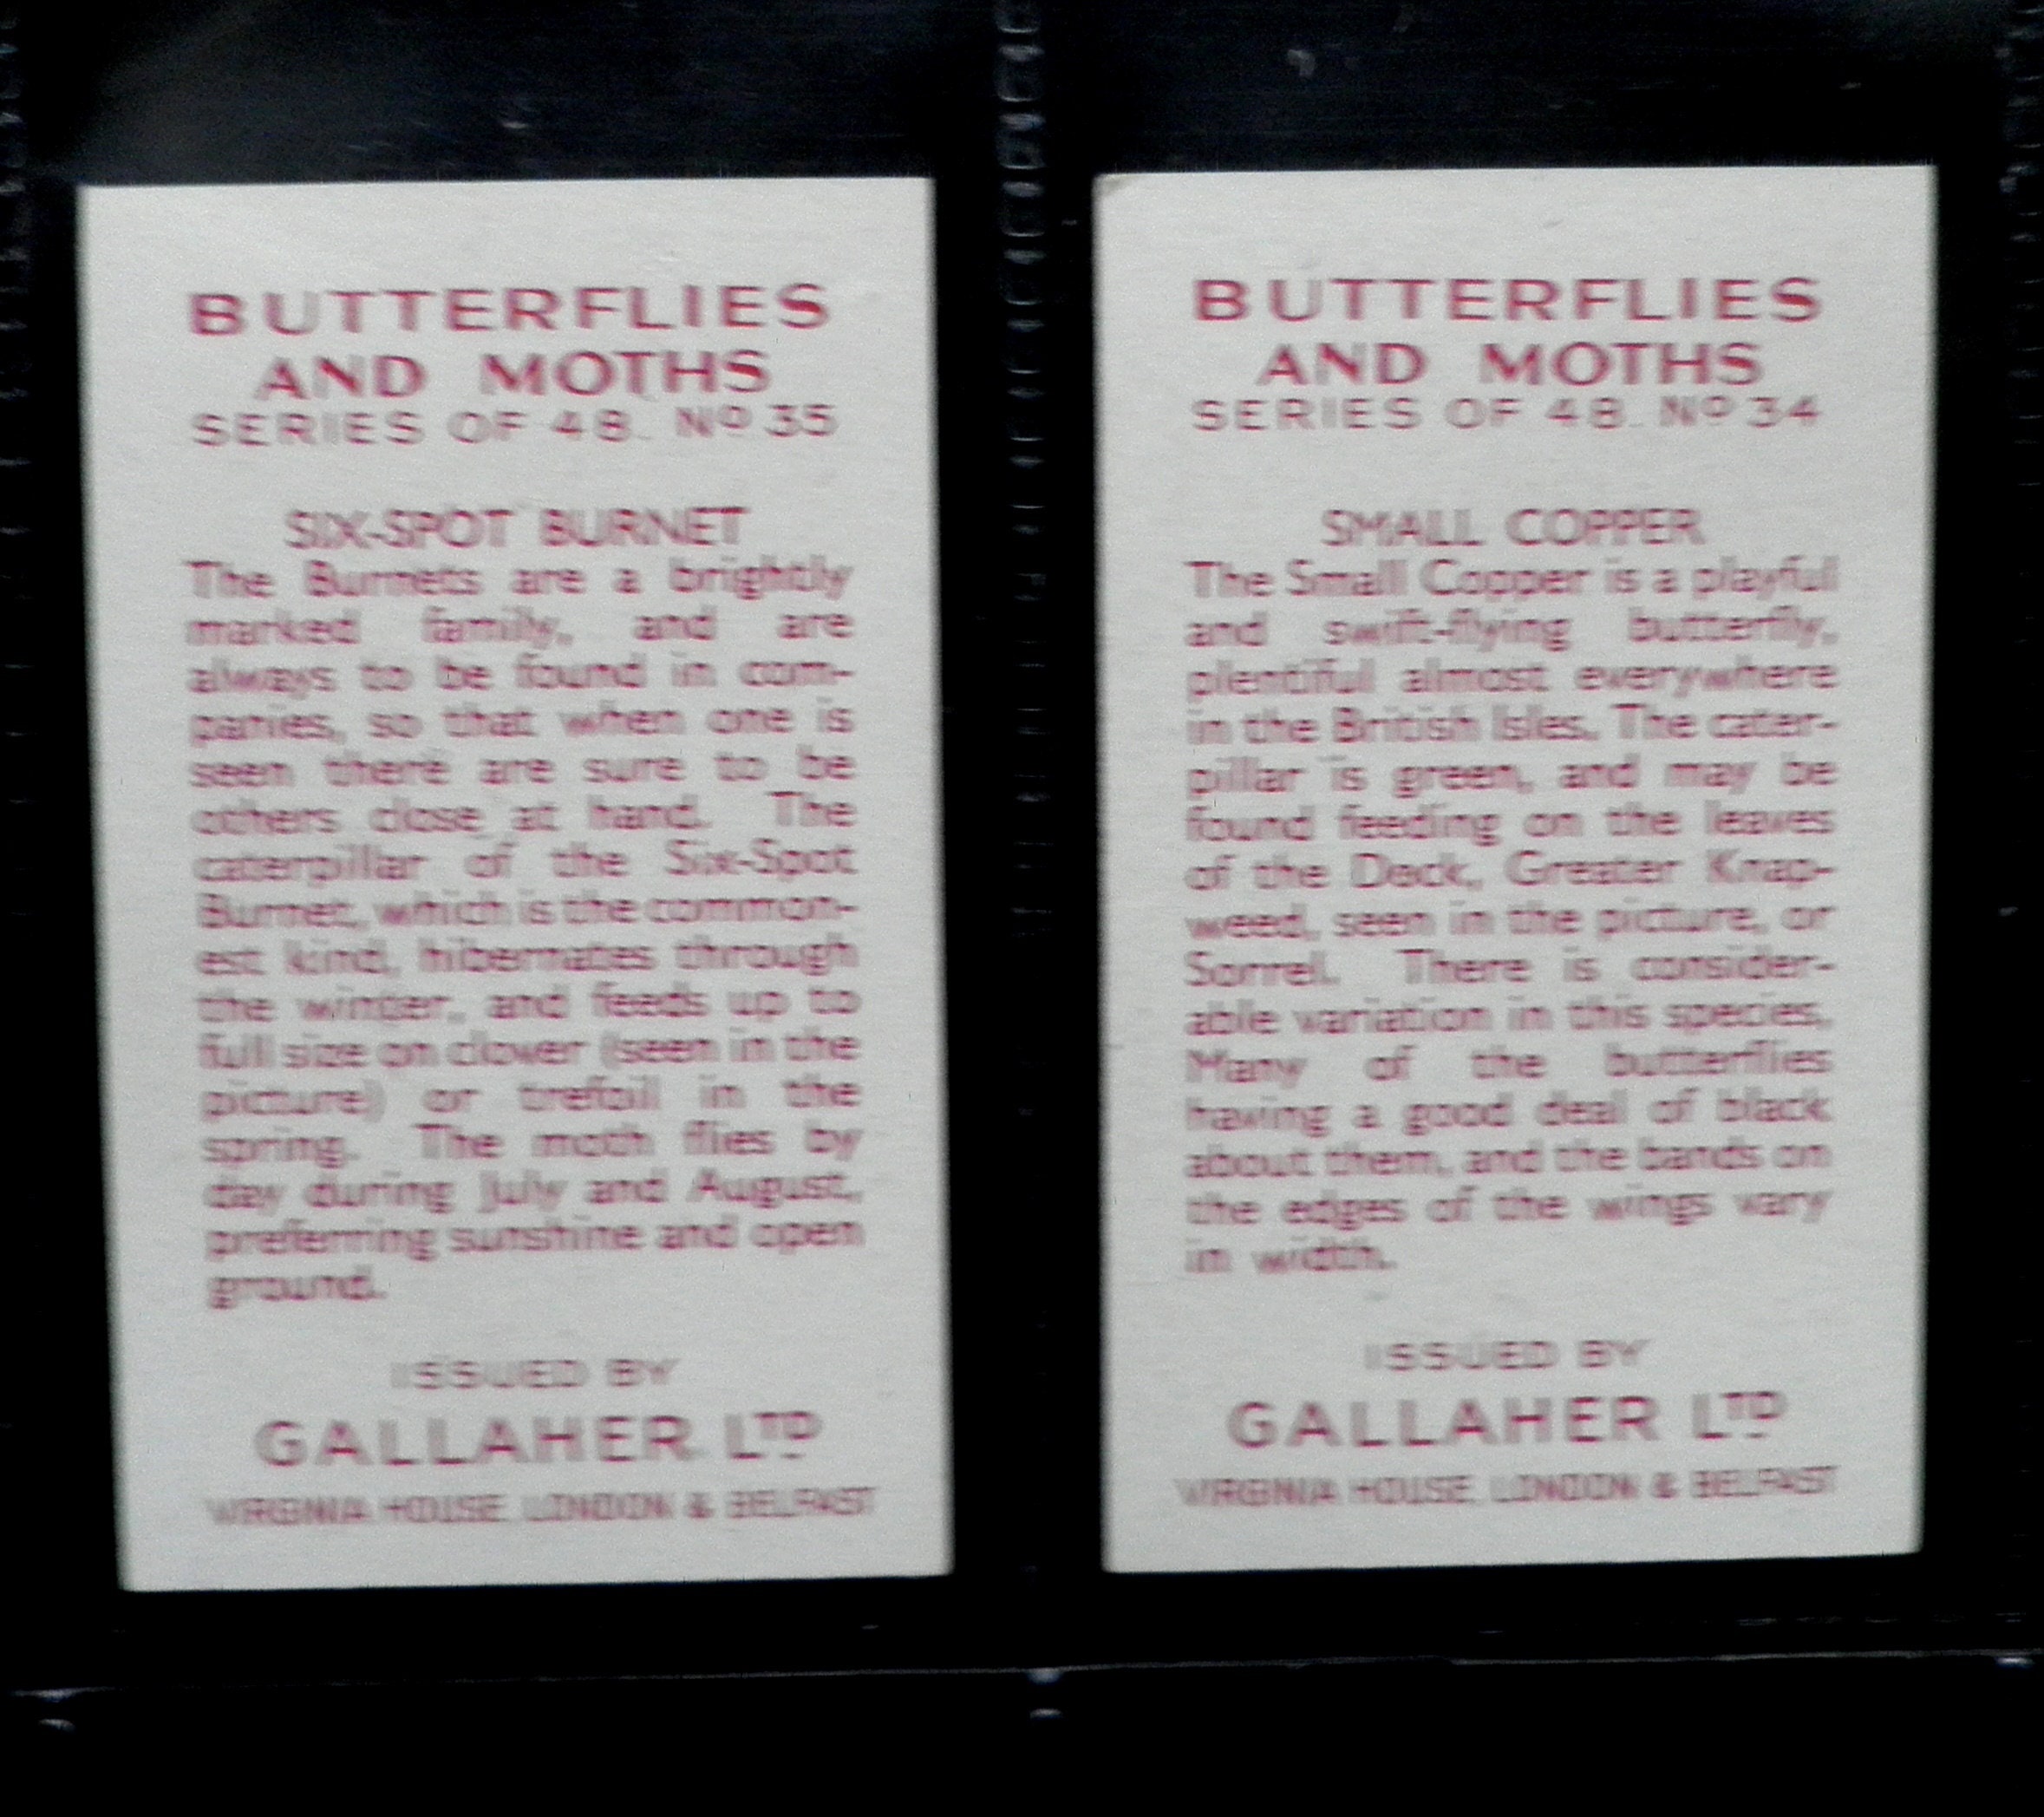 BUTTERFLIES
AND MOTHS
SERIES OF 48. Nº 35
SIX-SPOT BURNET
The Burnets are a brightly
marked family, and are
always to be found in com-
panies, so that when one is
seen there are sure to be
others close at hand. The
caterpillar of the Six-Spot
Burnet, which is the common-
est kind, hibernates through
the winter, and feeds up to
full size on clover (seen in the
picture) or trefoil in the
spring. The moth flies by
day during July and August,
preferring sunshine and open
ground.
ISSUED BY
GALLAHER LTD
VIRGINIA HOUSE, LONDON & BELFAST
BUTTERFLIES
AND MOTHS
SERIES OF 48. Nº 34
SMALL COPPER
The Small Copper is a playful
and swift-flying butterfly,
plentiful almost everywhere
in the British Isles. The cater-
pillar is green, and may be
found feeding on the leaves
of the Dock, Greater Knap-
weed, seen in the picture, or
Sorrel. There is consider-
able variation in this species.
Many of the butterflies
having a good deal of black
about them, and the bands on
the edges of the wings vary
in width.
ISSUED BY
GALLAHER LTD
VIRGINIA HOUSE, LONDON & BELFAST